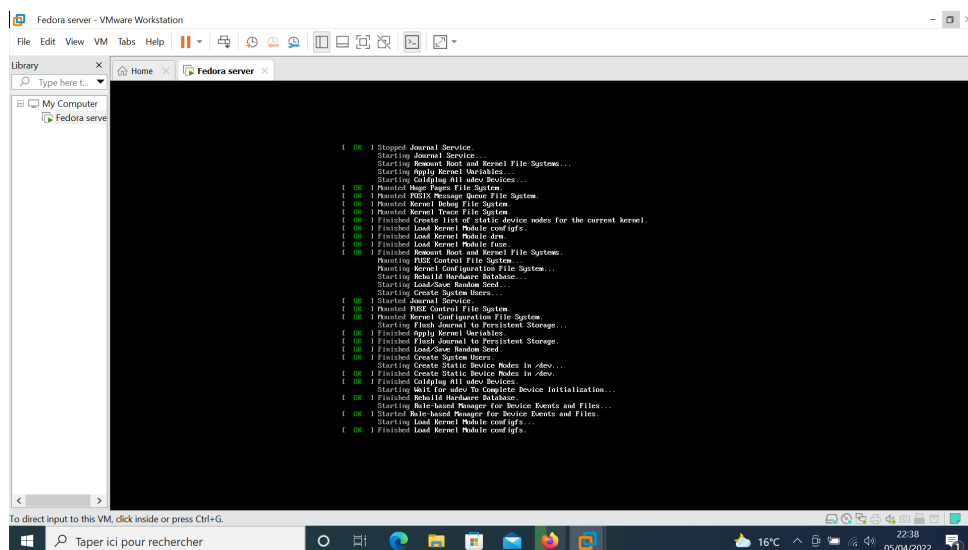 Fedora server - VMware Workstation
File Edit View VM Tabs Help
Library
Home
Fedora server
Type here t...
My Computer
Fedora serve
[ OK ] Stopped Journal Service.
Starting Journal Service...
Starting Remount Root and Kernel File Systems...
Starting Apply Kernel Variables...
Starting Coldplug All udev Devices...
[ OK ] Mounted Huge Pages File System.
[ OK ] Mounted POSIX Message Queue File System.
[ OK ] Mounted Kernel Debug File System.
[ OK ] Mounted Kernel Trace File System.
[ OK ] Finished Create list of static device nodes for the current kernel.
[ OK ] Finished Load Kernel Module configfs.
[ OK ] Finished Load Kernel Module drm.
[ OK ] Finished Load Kernel Module fuse.
[ OK ] Finished Remount Root and Kernel File Systems.
Mounting FUSE Control File System...
Mounting Kernel Configuration File System...
Starting Rebuild Hardware Database...
Starting Load/Save Random Seed...
Starting Create System Users...
[ OK ] Started Journal Service.
[ OK ] Mounted FUSE Control File System.
[ OK ] Mounted Kernel Configuration File System.
Starting Flush Journal to Persistent Storage...
[ OK ] Finished Apply Kernel Variables.
[ OK ] Finished Flush Journal to Persistent Storage.
[ OK ] Finished Load/Save Random Seed.
[ OK ] Finished Create System Users.
Starting Create Static Device Nodes in /dev...
[ OK ] Finished Create Static Device Nodes in /dev.
[ OK ] Finished Coldplug All udev Devices.
Starting Wait for udev To Complete Device Initialization...
[ OK ] Finished Rebuild Hardware Database.
Starting Rule-based Manager for Device Events and Files...
[ OK ] Started Rule-based Manager for Device Events and Files.
Starting Load Kernel Module configfs...
[ OK ] Finished Load Kernel Module configfs.
To direct input to this VM, click inside or press Ctrl+G.
Taper ici pour rechercher
16°C
22:38
05/04/2022